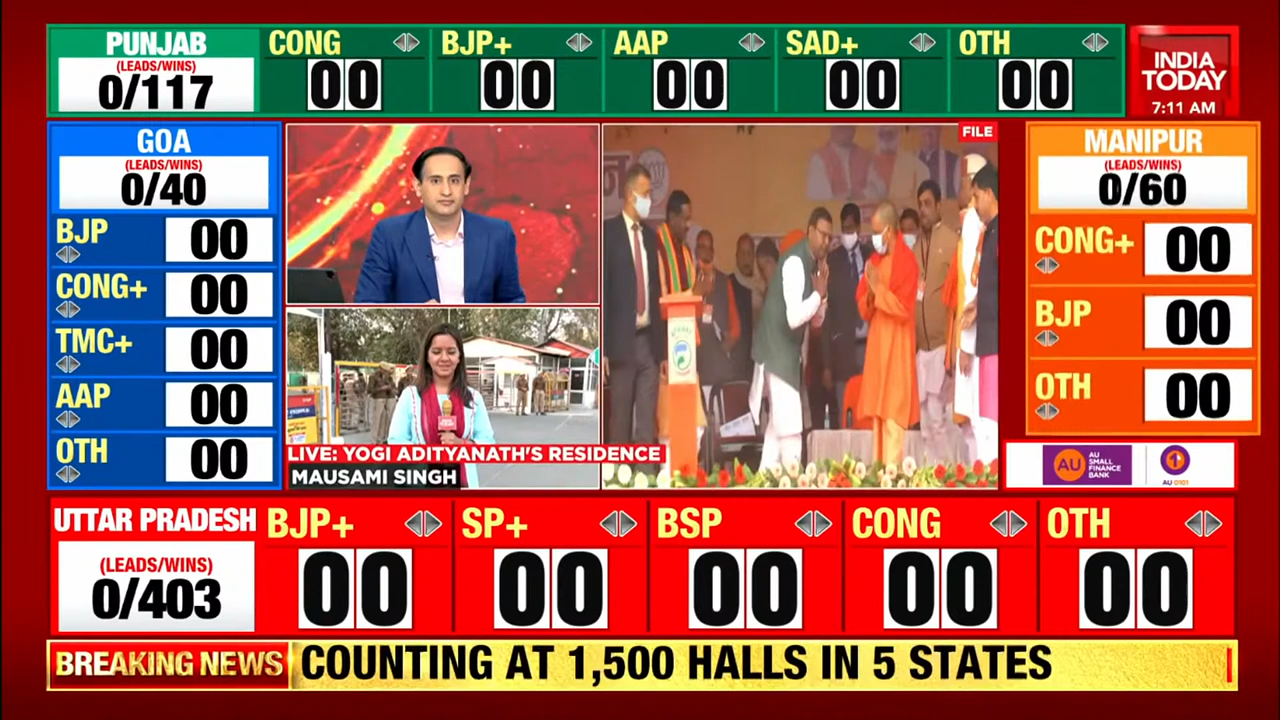 PUNJAB
(LEADS/WINS)
0/117
CONG
00
BJP+
00
AAP
00
SAD+
00
OTH
00
INDIA
TODAY
7:11 AM
GOA
(LEADS/WINS)
0/40
BJP
00
CONG+
00
TMC+
00
AAP
00
OTH
00
FILE
LIVE: YOGI ADITYANATH'S RESIDENCE
MAUSAMI SINGH
MANIPUR
(LEADS/WINS)
0/60
CONG+
00
BJP
00
OTH
00
AU
AU
SMALL
FINANCE
BANK
AU 0101
UTTAR PRADESH
(LEADS/WINS)
0/403
BJP+
00
SP+
00
BSP
00
CONG
00
OTH
00
BREAKING NEWS
COUNTING AT 1,500 HALLS IN 5 STATES